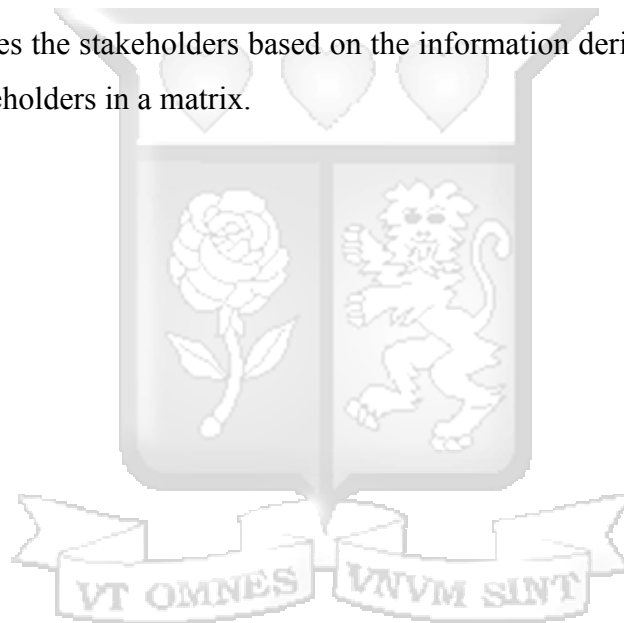 es the stakeholders based on the information deri
eholders in a matrix.
VT OMNES VNVM SINT